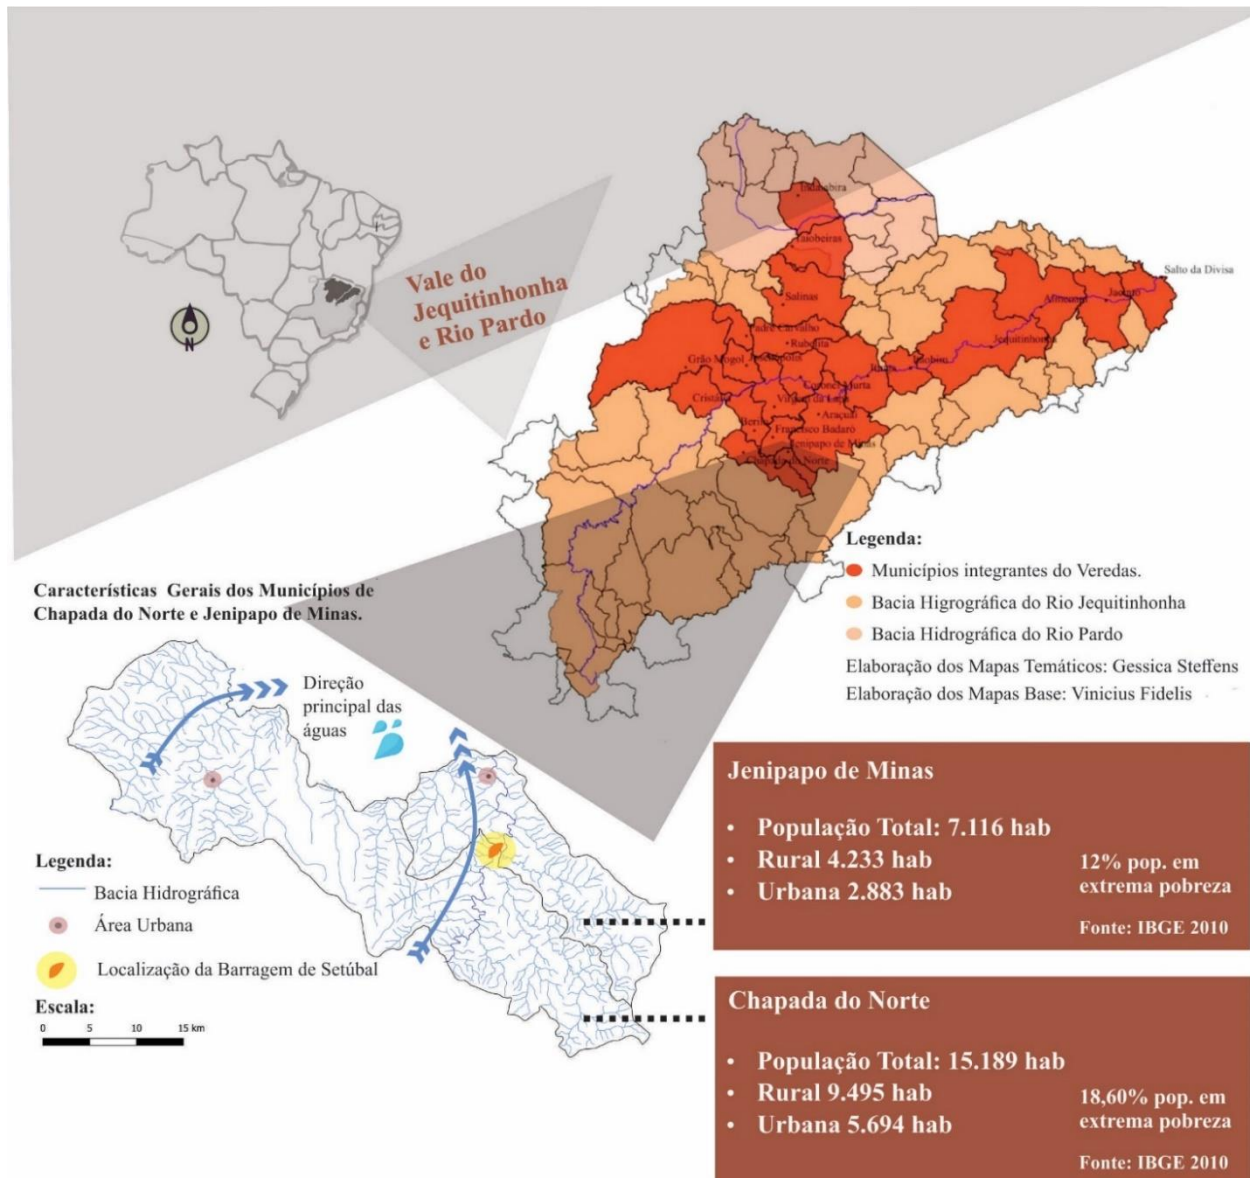 Vale do
Jequitinhonha
e Rio Pardo
N
Indaiabira
Taiobeiras
Salinas
Padre Carvalho
Rubelita
Grão Mogol
Josenópolis
Cristália
Coronel Murta
Virgem da Lapa
Araçuaí
Berilo
Francisco Badaró
Jenipapo de Minas
Chapada do Norte
Itaobim
Jequitinhonha
Almenara
Jacinto
Salto da Divisa
Legenda:
Municípios integrantes do Veredas.
Bacia Higrográfica do Rio Jequitinhonha
Bacia Hidrográfica do Rio Pardo
Elaboração dos Mapas Temáticos: Gessica Steffens
Elaboração dos Mapas Base: Vinicius Fidelis
Características Gerais dos Municípios de
Chapada do Norte e Jenipapo de Minas.
Direção
principal das
águas
Legenda:
Bacia Hidrográfica
Área Urbana
Localização da Barragem de Setúbal
Escala:
0 5 10 15 km
Jenipapo de Minas
• População Total: 7.116 hab
• Rural 4.233 hab
• Urbana 2.883 hab
12% pop. em
extrema pobreza
Fonte: IBGE 2010
Chapada do Norte
• População Total: 15.189 hab
• Rural 9.495 hab
• Urbana 5.694 hab
18,60% pop. em
extrema pobreza
Fonte: IBGE 2010